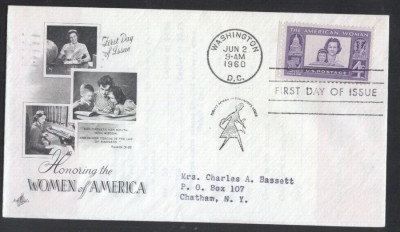 First Day
of Issue
WASHINGTON
JUN 2
9-AM
1960
D.C.
THE AMERICAN WOMAN
U.S. POSTAGE
4¢
FIRST DAY OF ISSUE
Honoring the
WOMEN of AMERICA
Mrs. Charles A. Bassett
P. O. Box 107
Chatham, N. Y.